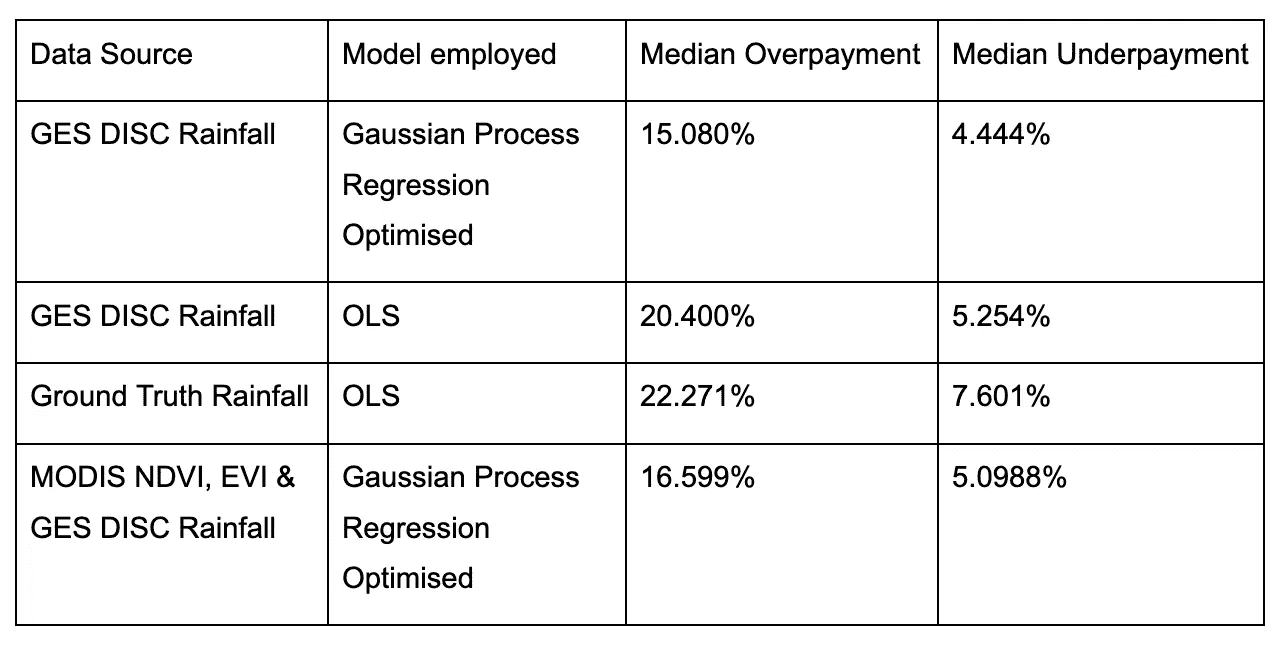 Data Source Model employed Median Overpayment Median Underpayment
GES DISC Rainfall Gaussian Process 15.080% 4.444%
Regression
Optimised
GES DISC Rainfall OLS 20.400% 5.254%
Ground Truth Rainfall OLS 22.271% 7.601%
MODIS NDVI, EVI & Gaussian Process 16.599% 5.0988%
GES DISC Rainfall Regression
Optimised